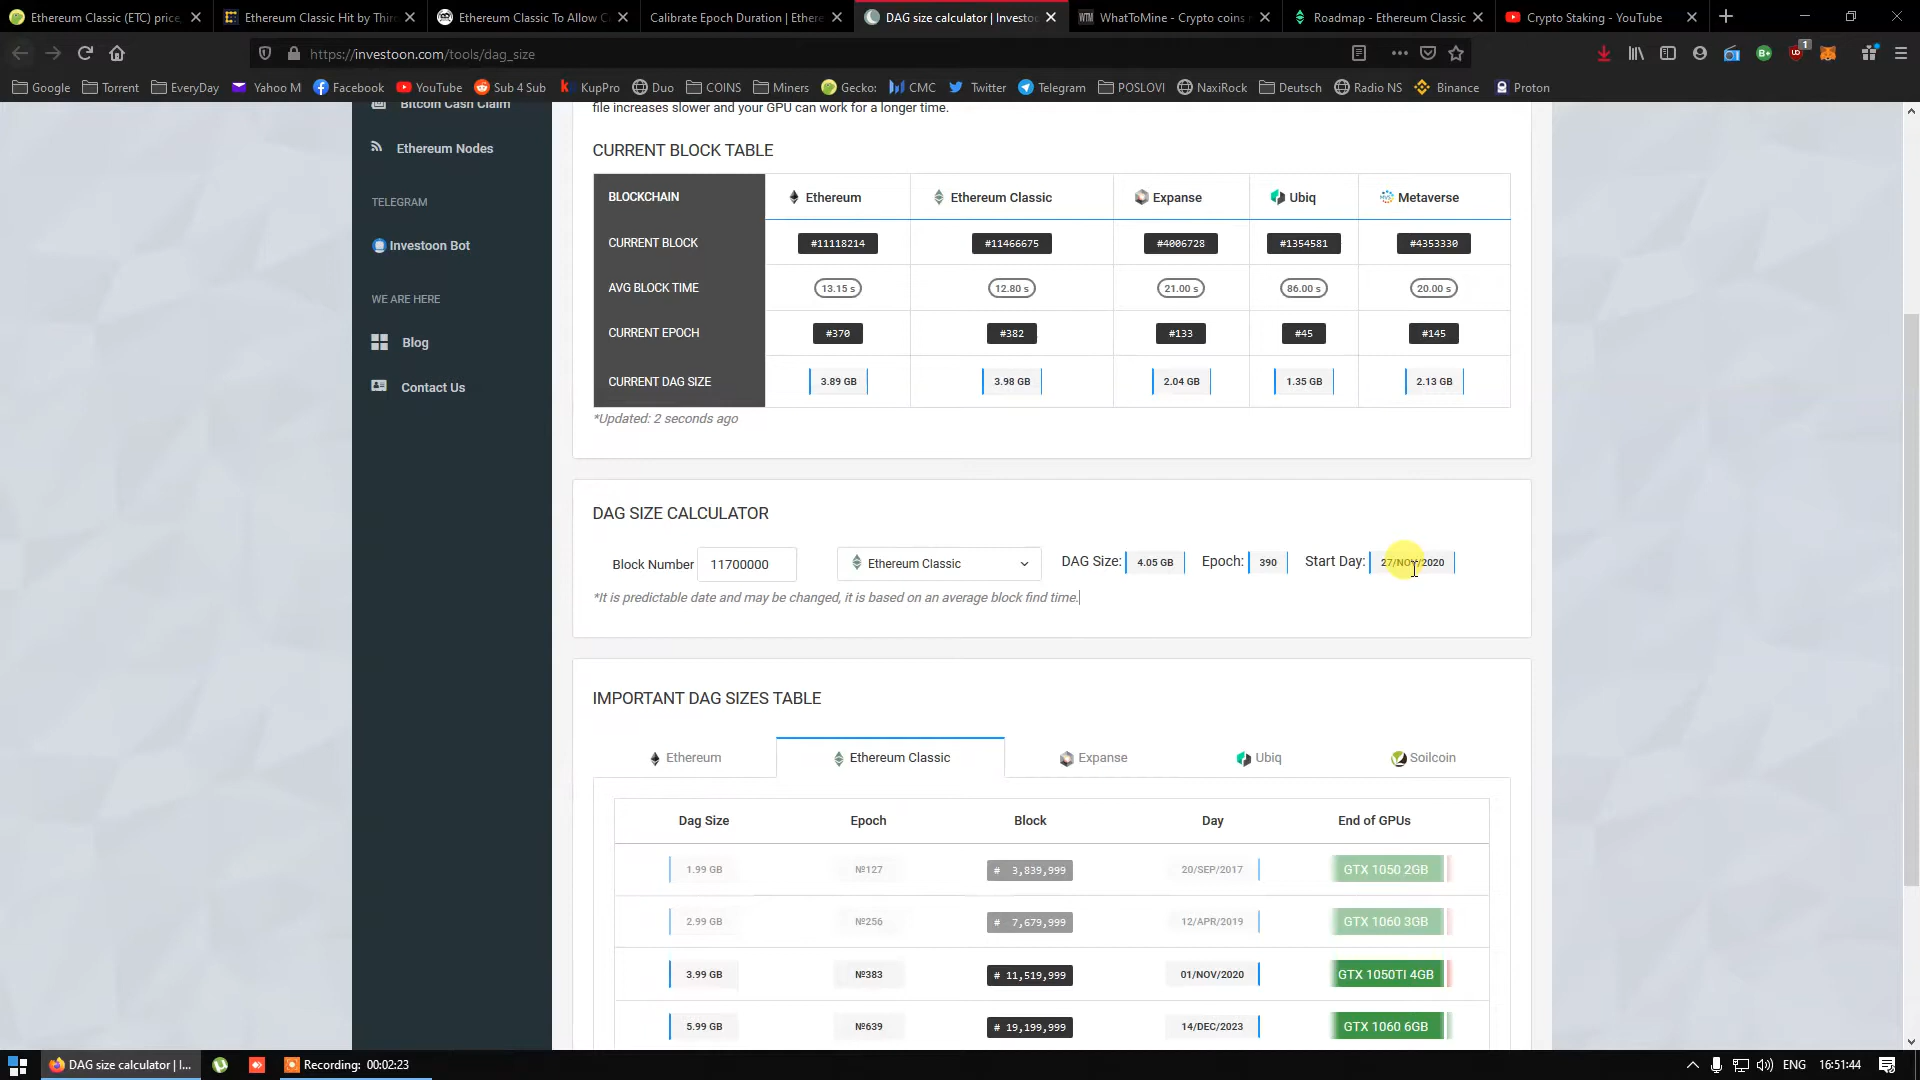 Ethereum Classic (ETC) price,
Ethereum Classic Hit by Thir
Ethereum Classic To Allow C
Calibrate Epoch Duration | Ethere
DAG size calculator | Investoo
WhatToMine - Crypto coins
Roadmap - Ethereum Classic
Crypto Staking - YouTube
https://investoon.com/tools/dag_size
1
Google
Torrent
EveryDay
Yahoo M
Facebook
YouTube
Sub 4 Sub
KupPro
Duo
COINS
Miners
Gecko:
CMC
Twitter
Telegram
POSLOVI
NaxiRock
Deutsch
Radio NS
Binance
Proton
Bitcoin Cash Claim
Ethereum Nodes
TELEGRAM
Investoon Bot
WE ARE HERE
Blog
Contact Us
file increases slower and your GPU can work for a longer time.
CURRENT BLOCK TABLE
BLOCKCHAIN Ethereum Ethereum Classic Expanse Ubiq Metaverse
CURRENT BLOCK #11118214 #11466675 #4006728 #1354581 #4353330
AVG BLOCK TIME 13.15 s 12.80 s 21.00 s 86.00 s 20.00 s
CURRENT EPOCH #370 #382 #133 #45 #145
CURRENT DAG SIZE 3.89 GB 3.98 GB 2.04 GB 1.35 GB 2.13 GB
*Updated: 2 seconds ago
DAG SIZE CALCULATOR
Block Number 11700000 Ethereum Classic DAG Size: 4.05 GB Epoch: 390 Start Day: 27/NOV/2020
*It is predictable date and may be changed, it is based on an average block find time.
IMPORTANT DAG SIZES TABLE
Ethereum Ethereum Classic Expanse Ubiq Soilcoin
Dag Size Epoch Block Day End of GPUs
1.99 GB №127 # 3,839,999 20/SEP/2017 GTX 1050 2GB
2.99 GB №256 # 7,679,999 12/APR/2019 GTX 1060 3GB
3.99 GB №383 # 11,519,999 01/NOV/2020 GTX 1050TI 4GB
5.99 GB №639 # 19,199,999 14/DEC/2023 GTX 1060 6GB
DAG size calculator | I...
Recording: 00:02:23
ENG
16:51:44